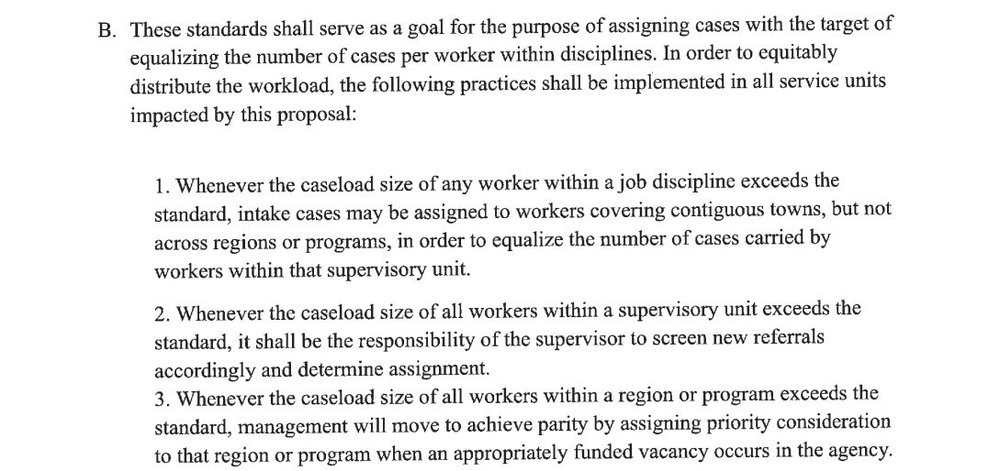 B. These standards shall serve as a goal for the purpose of assigning cases with the target of
equalizing the number of cases per worker within disciplines. In order to equitably
distribute the workload, the following practices shall be implemented in all service units
impacted by this proposal:
1. Whenever the caseload size of any worker within a job discipline exceeds the
standard, intake cases may be assigned to workers covering contiguous towns, but not
across regions or programs, in order to equalize the number of cases carried by
workers within that supervisory unit.
2. Whenever the caseload size of all workers within a supervisory unit exceeds the
standard, it shall be the responsibility of the supervisor to screen new referrals
accordingly and determine assignment.
3. Whenever the caseload size of all workers within a region or program exceeds the
standard, management will move to achieve parity by assigning priority consideration
to that region or program when an appropriately funded vacancy occurs in the agency.